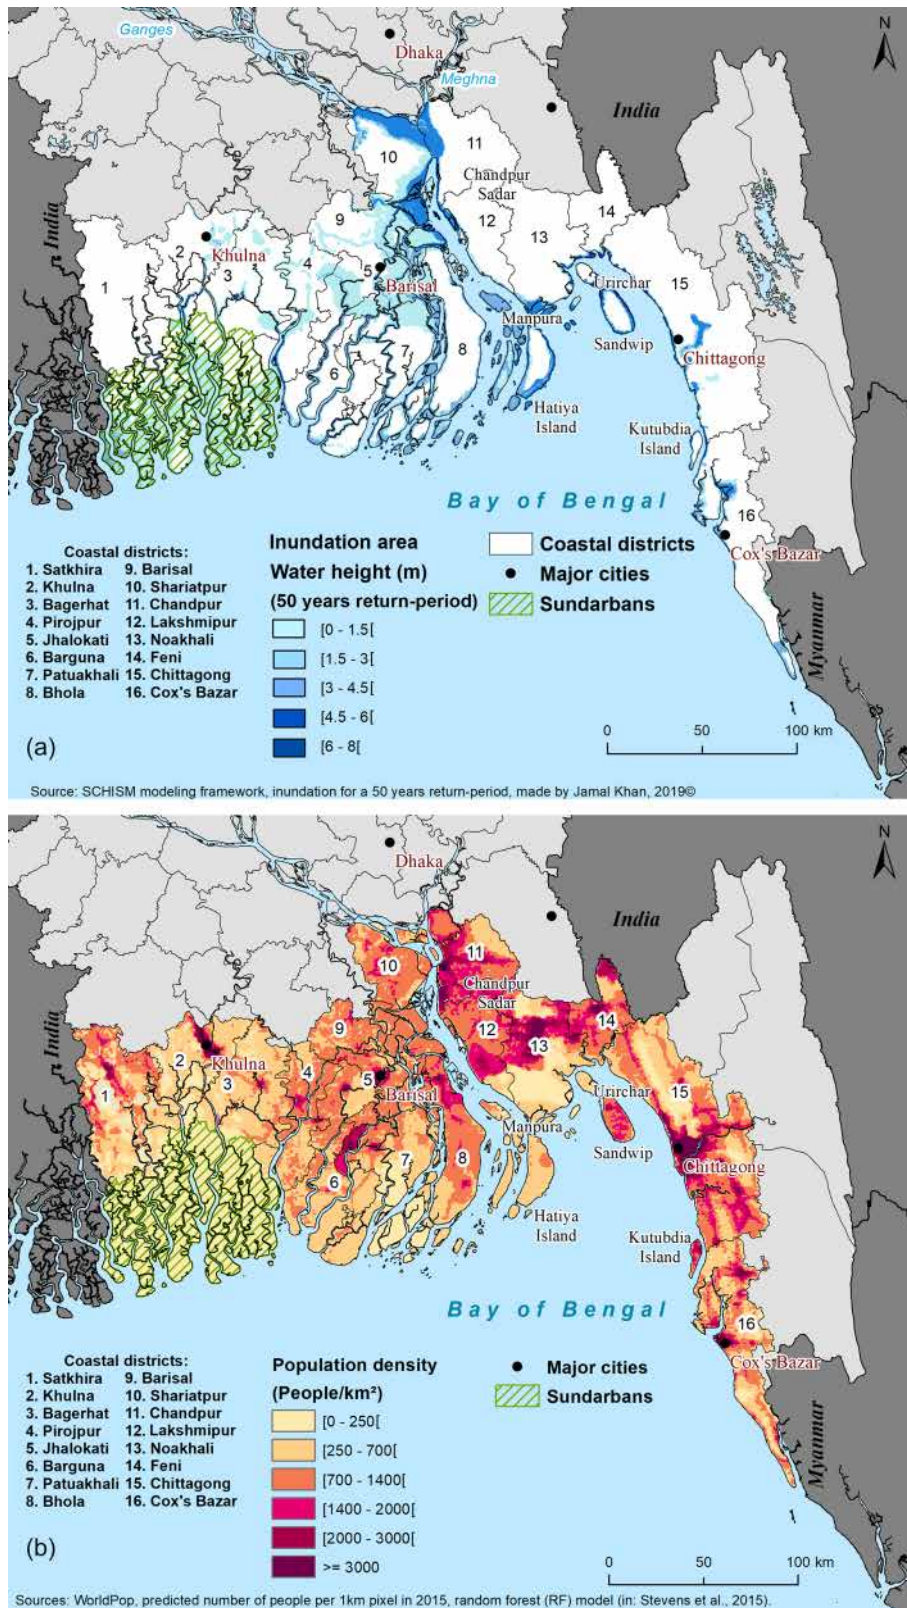 Ganges
Dhaka
N
Meghna
India
11
10
Chandpur
Sadar
14
9
12
India
2
13
Khulna
15
1
3
4
5
Urirchar
Barisal
Manpura
Chittagong
Sandwip
7
8
6
Hatiya
Island
Kutubdia
Island
Bay of Bengal
16
Cox's Bazar
Myanmar
Coastal districts:
1. Satkhira 9. Barisal
2. Khulna 10. Shariatpur
3. Bagerhat 11. Chandpur
4. Pirojpur 12. Lakshmipur
5. Jhalokati 13. Noakhali
6. Barguna 14. Feni
7. Patuakhali 15. Chittagong
8. Bhola 16. Cox's Bazar
Inundation area
Water height (m)
(50 years return-period)
[0 - 1.5[
[1.5 - 3[
[3 - 4.5[
[4.5 - 6[
[6 - 8[
Coastal districts
Major cities
Sundarbans
0 50 100 km
(a)
Source: SCHISM modeling framework, inundation for a 50 years return-period, made by Jamal Khan, 2019©
Dhaka
N
India
11
10
Chandpur
Sadar
14
9
12
India
2
13
Khulna
15
1
3
4
5
Urirchar
Barisal
Manpura
Sandwip
Chittagong
7
8
6
Hatiya
Island
Kutubdia
Island
Bay of Bengal
16
Cox's Bazar
Myanmar
Coastal districts:
1. Satkhira 9. Barisal
2. Khulna 10. Shariatpur
3. Bagerhat 11. Chandpur
4. Pirojpur 12. Lakshmipur
5. Jhalokati 13. Noakhali
6. Barguna 14. Feni
7. Patuakhali 15. Chittagong
8. Bhola 16. Cox's Bazar
Population density
(People/km²)
[0 - 250[
[250 - 700[
[700 - 1400[
[1400 - 2000[
[2000 - 3000[
>= 3000
Major cities
Sundarbans
0 50 100 km
(b)
Sources: WorldPop, predicted number of people per 1km pixel in 2015, random forest (RF) model (in: Stevens et al., 2015).